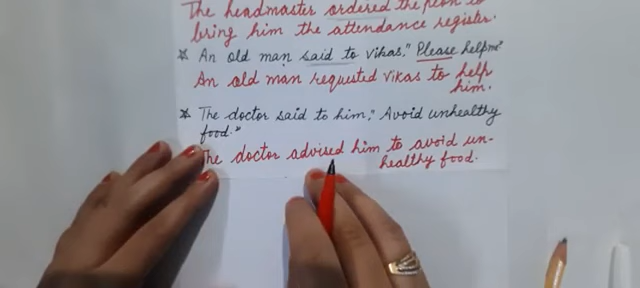 The headmaster ordered the peon to
bring him the attendance register.
* An old man said to vikas," Please help me"
An old man requested vikas to help
him.
* The doctor said to him," Avoid unhealthy
food."
The doctor advised him to avoid un-
healthy food.